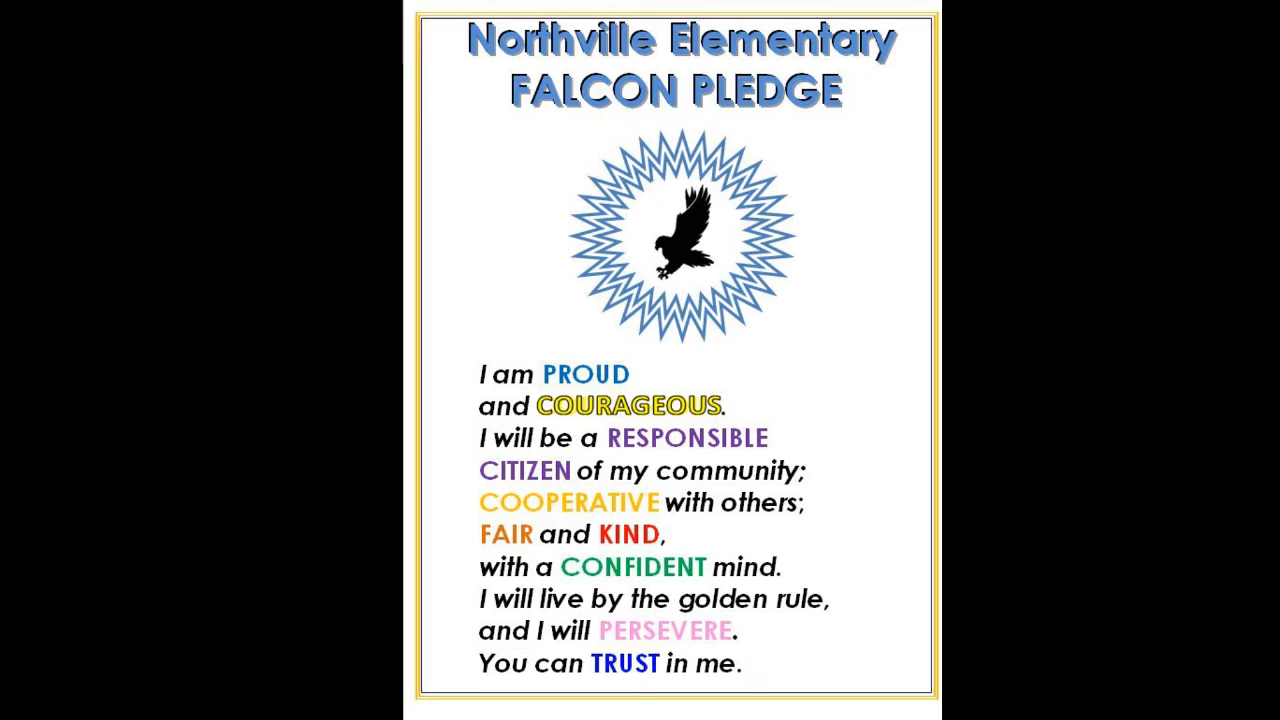 Northville Elementary
FALCON PLEDGE
I am PROUD
and COURAGEOUS.
I will be a RESPONSIBLE
CITIZEN of my community;
COOPERATIVE with others;
FAIR and KIND,
with a CONFIDENT mind.
I will live by the golden rule,
and I will PERSEVERE.
You can TRUST in me.